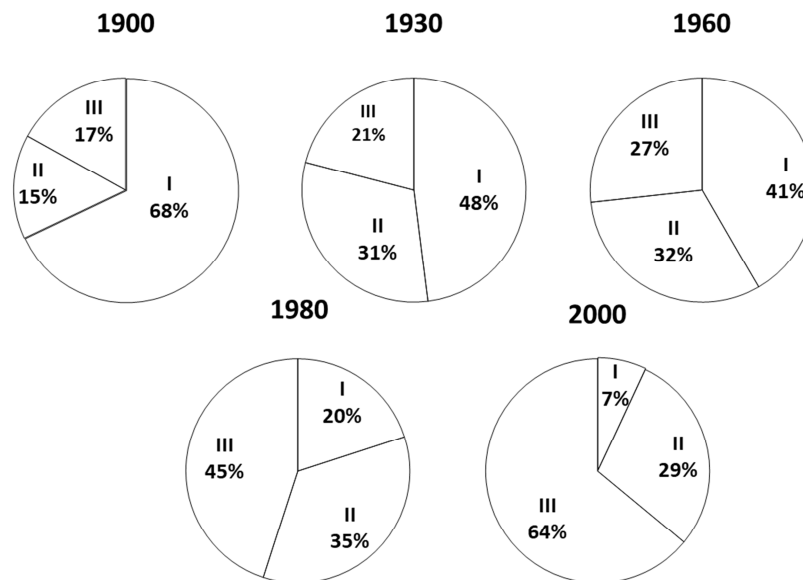 1900
III
17%
II
15%
I
68%
1930
III
21%
I
48%
II
31%
1960
III
27%
I
41%
II
32%
1980
I
20%
III
45%
II
35%
2000
I
7%
II
29%
III
64%